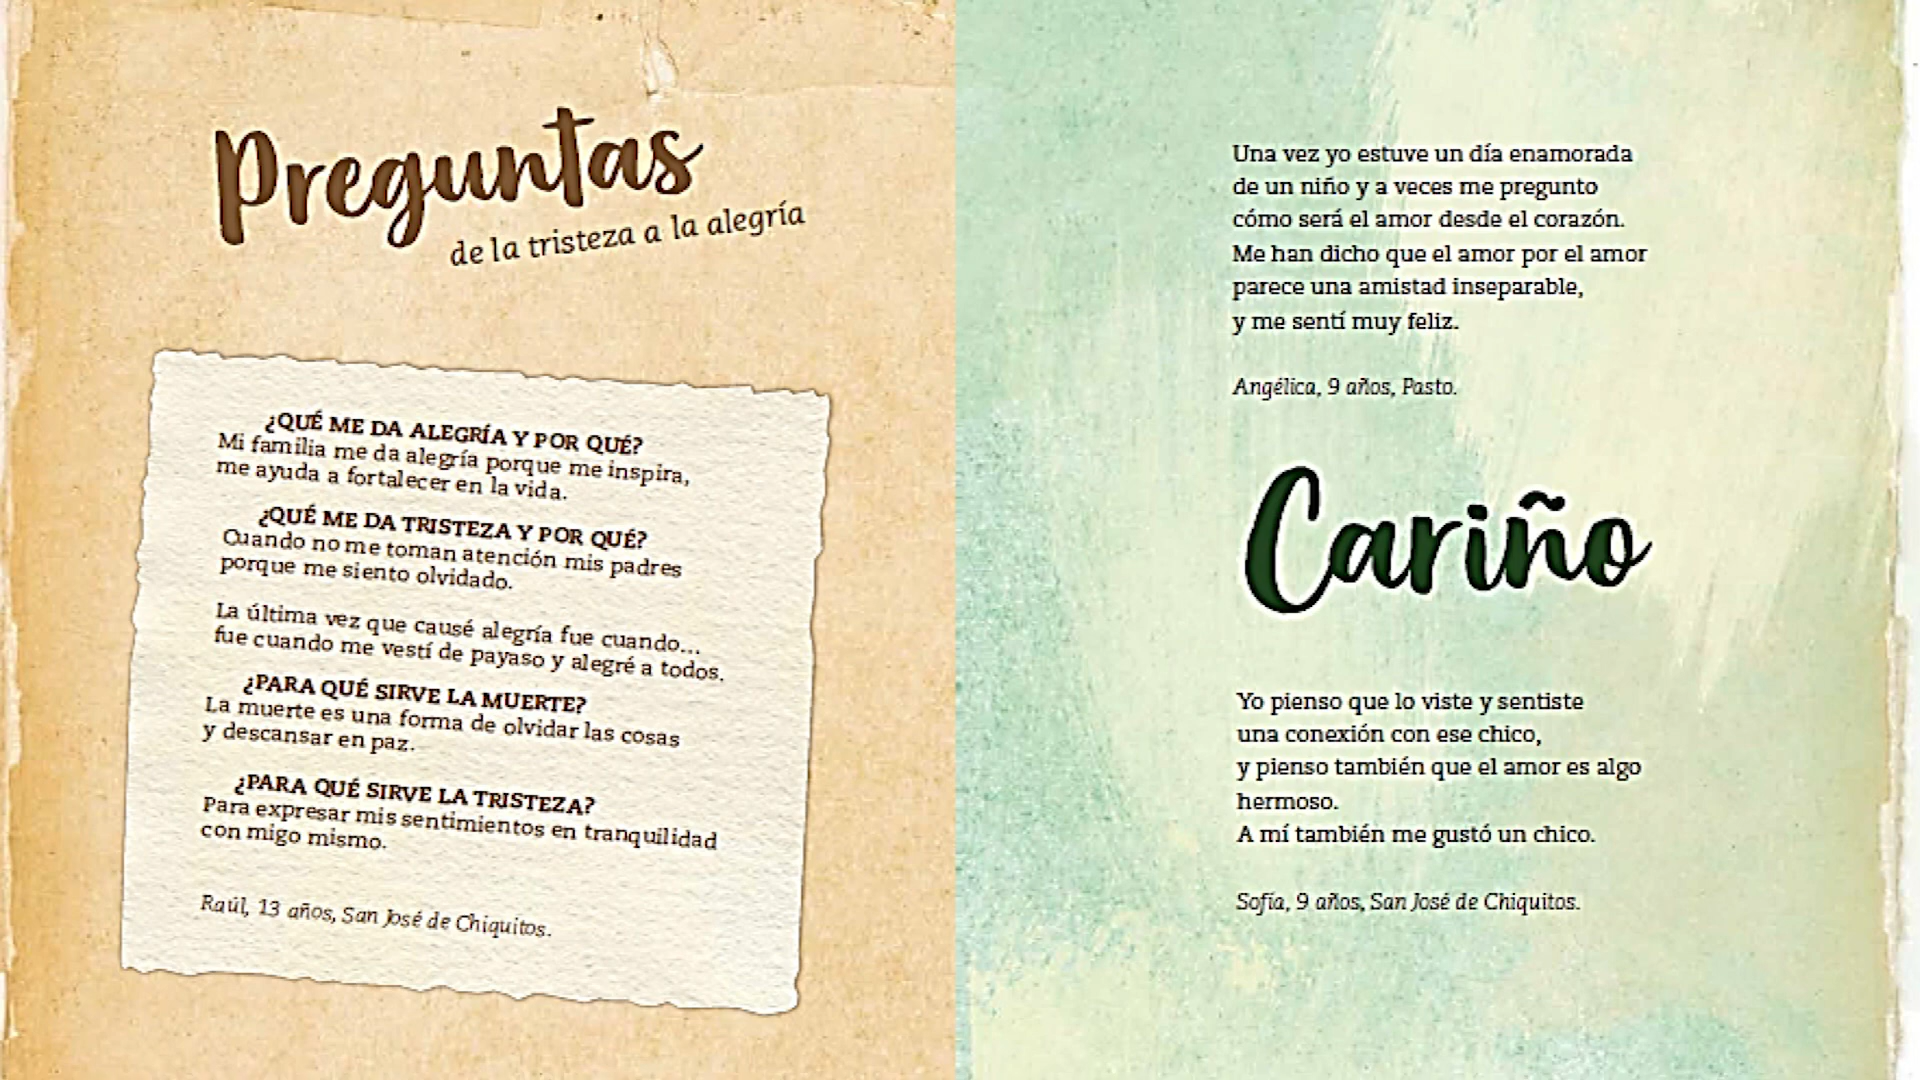 Preguntas
de la tristeza a la alegría
¿QUÉ ME DA ALEGRÍA Y POR QUÉ?
Mi familia me da alegría porque me inspira,
me ayuda a fortalecer en la vida.
¿QUÉ ME DA TRISTEZA Y POR QUÉ?
Cuando no me toman atención mis padres
porque me siento olvidado.
La última vez que causé alegría fue cuando...
fue cuando me vestí de payaso y alegré a todos.
¿PARA QUÉ SIRVE LA MUERTE?
La muerte es una forma de olvidar las cosas
y descansar en paz.
¿PARA QUÉ SIRVE LA TRISTEZA?
Para expresar mis sentimientos en tranquilidad
con migo mismo.
Raúl, 13 años, San José de Chiquitos.
Una vez yo estuve un día enamorada
de un niño y a veces me pregunto
cómo será el amor desde el corazón.
Me han dicho que el amor por el amor
parece una amistad inseparable,
y me sentí muy feliz.
Angélica, 9 años, Pasto.
Cariño
Yo pienso que lo viste y sentiste
una conexión con ese chico,
y pienso también que el amor es algo
hermoso.
A mí también me gustó un chico.
Sofía, 9 años, San José de Chiquitos.